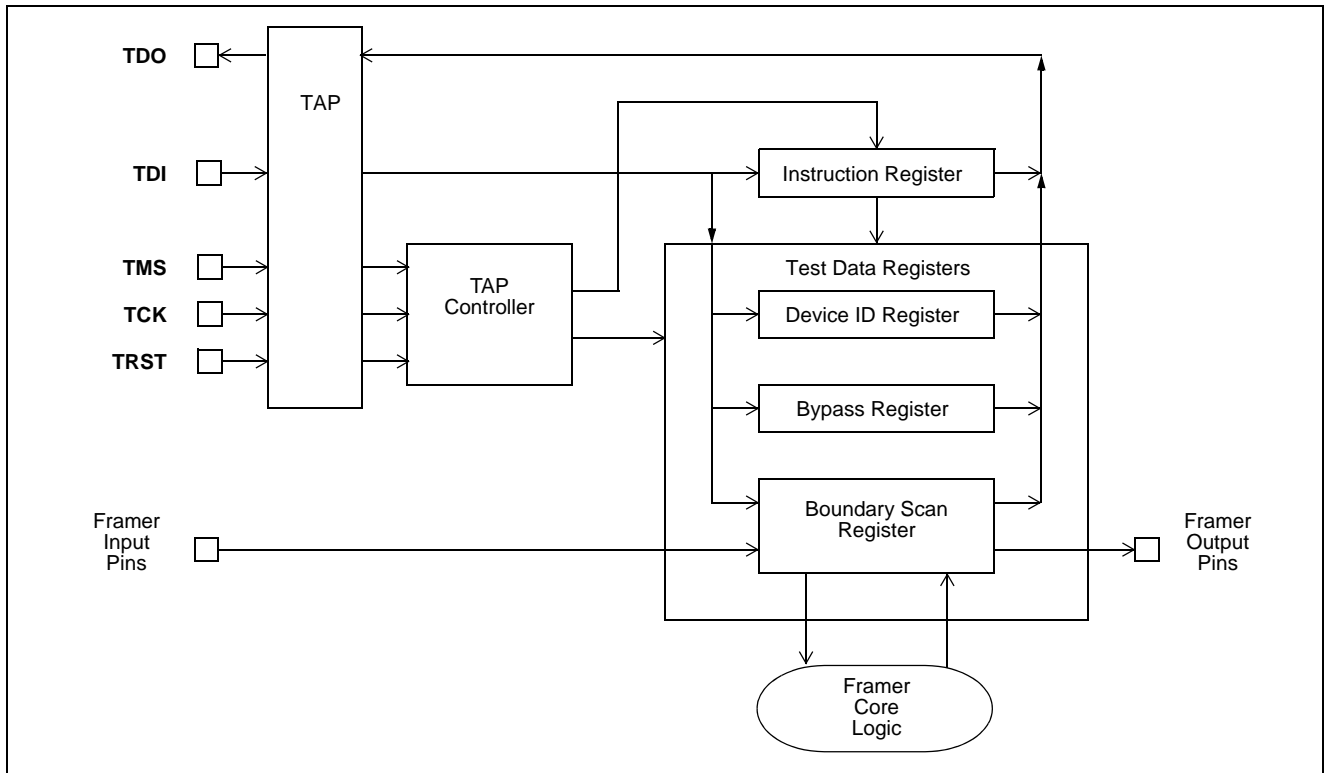 TDO
TAP
TDI
Instruction Register
TMS
TCK
TRST
TAP
Controller
Test Data Registers
Device ID Register
Bypass Register
Boundary Scan
Register
Framer
Input
Pins
Framer
Output
Pins
Framer
Core
Logic